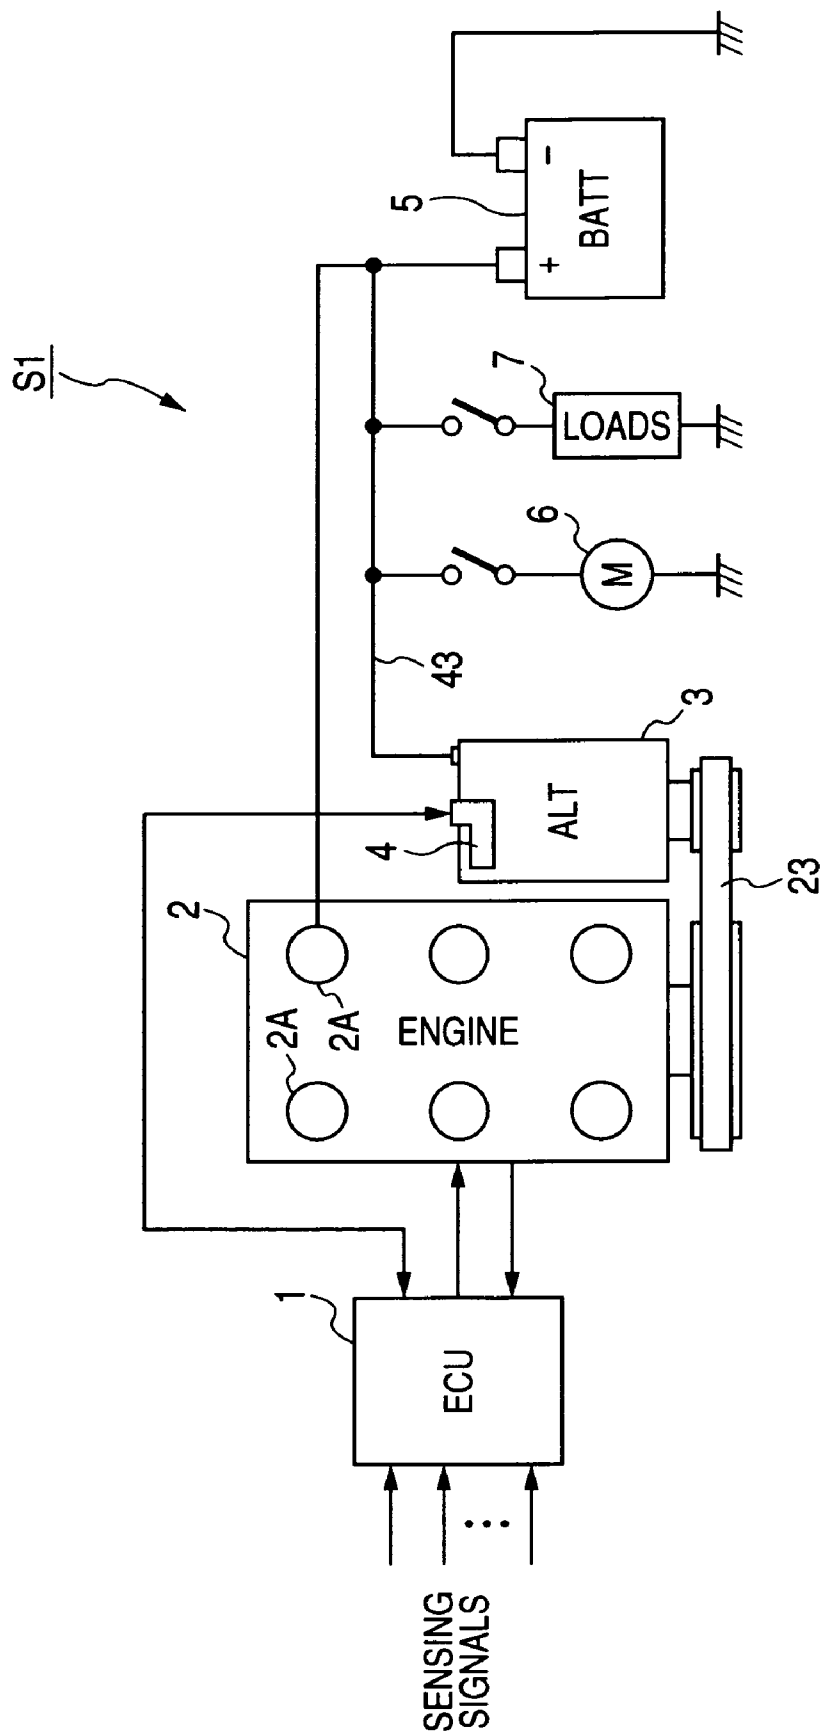 S1
2
2A
2A
ENGINE
1
ECU
SENSING
SIGNALS
...
4
ALT
3
23
43
6
M
7
LOADS
5
+
-
BATT